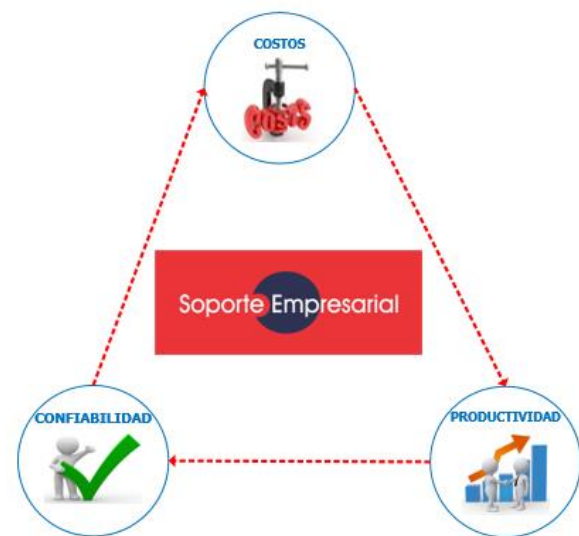 COSTOS
COSTS
Soporte Empresarial
CONFIABILIDAD
PRODUCTIVIDAD